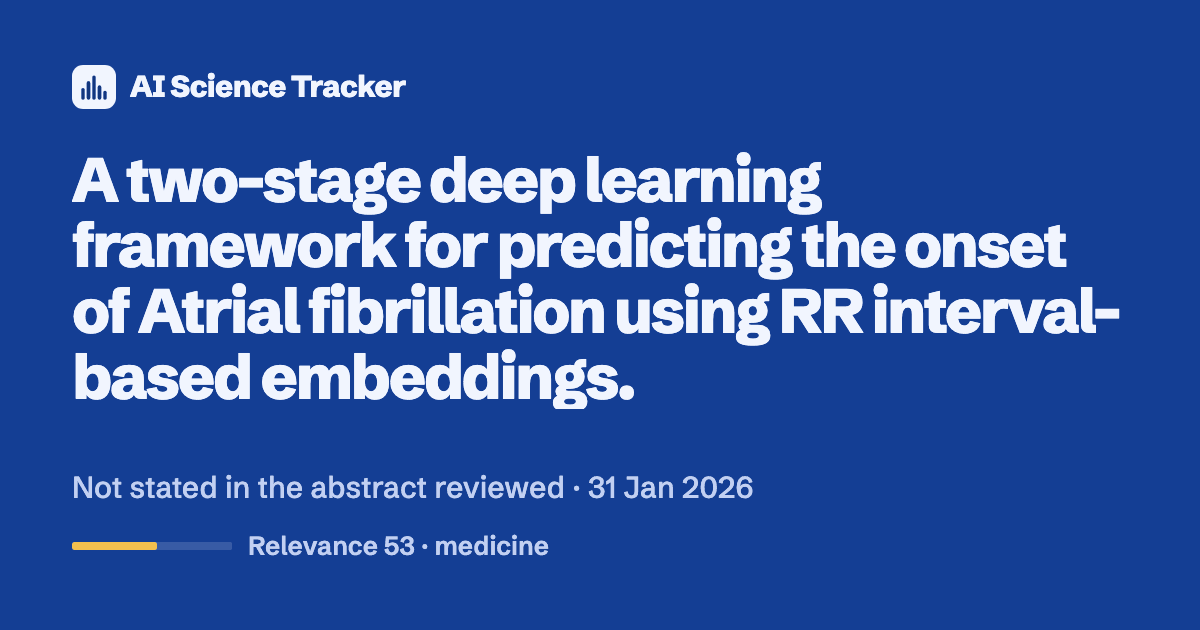 AI Science Tracker
A two-stage deep learning
framework for predicting the onset
of Atrial fibrillation using RR interval-
based embeddings.
Not stated in the abstract reviewed · 31 Jan 2026
Relevance 53 · medicine